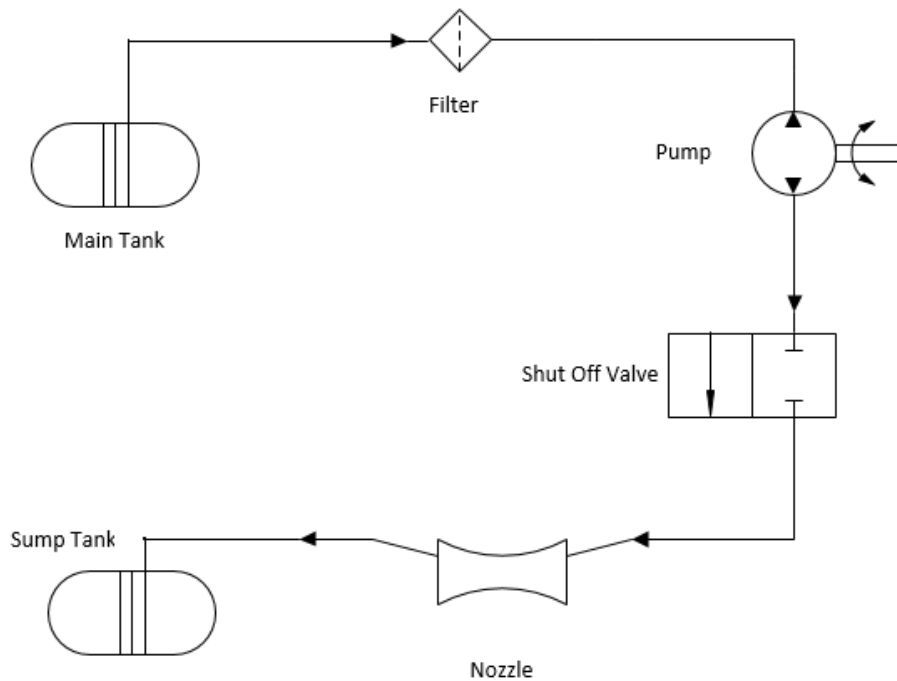 Filter
Pump
Main Tank
Shut Off Valve
Sump Tank
Nozzle